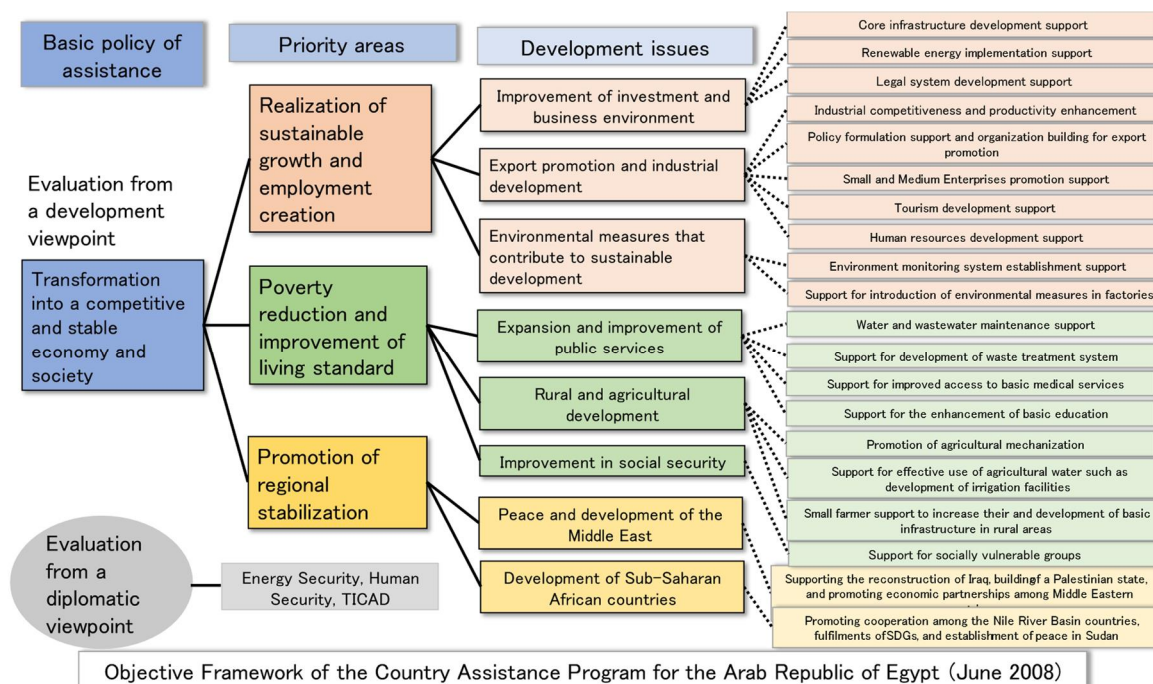 Basic policy of
assistance
Priority areas
Development issues
Evaluation from
a development
viewpoint
Transformation
into a competitive
and stable
economy and
society
Realization of
sustainable
growth and
employment
creation
Poverty
reduction and
improvement of
living standard
Promotion of
regional
stabilization
Improvement of investment and
business environment
Export promotion and industrial
development
Environmental measures that
contribute to sustainable
development
Expansion and improvement of
public services
Rural and agricultural
development
Improvement in social security
Peace and development of the
Middle East
Development of Sub-Saharan
African countries
Core infrastructure development support
Renewable energy implementation support
Legal system development support
Industrial competitiveness and productivity enhancement
Policy formulation support and organization building for export
promotion
Small and Medium Enterprises promotion support
Tourism development support
Human resources development support
Environment monitoring system establishment support
Support for introduction of environmental measures in factories
Water and wastewater maintenance support
Support for development of waste treatment system
Support for improved access to basic medical services
Support for the enhancement of basic education
Promotion of agricultural mechanization
Support for effective use of agricultural water such as
development of irrigation facilities
Small farmer support to increase their and development of basic
infrastructure in rural areas
Support for socially vulnerable groups
Supporting the reconstruction of Iraq, building of a Palestinian state,
and promoting economic partnerships among Middle Eastern
Promoting cooperation among the Nile River Basin countries,
fulfilments of SDGs, and establishment of peace in Sudan
Evaluation
from a
diplomatic
viewpoint
Energy Security, Human
Security, TICAD
Objective Framework of the Country Assistance Program for the Arab Republic of Egypt (June 2008)